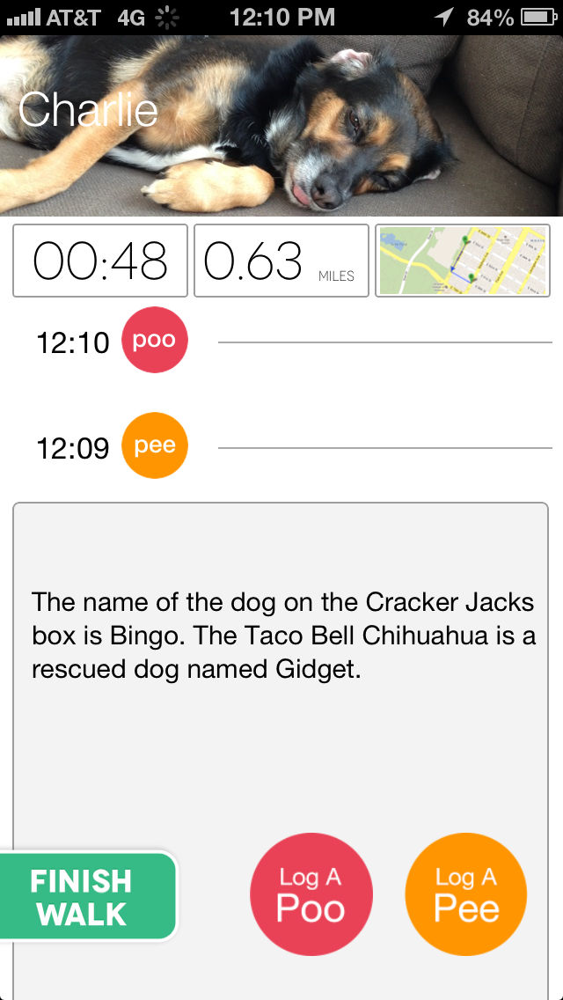 AT&T 4G 12:10 PM 84%
Charlie
00:48 0.63 MILES
12:10 poo
12:09 pee
The name of the dog on the Cracker Jacks
box is Bingo. The Taco Bell Chihuahua is a
rescued dog named Gidget.
FINISH
WALK
Log A
Poo
Log A
Pee